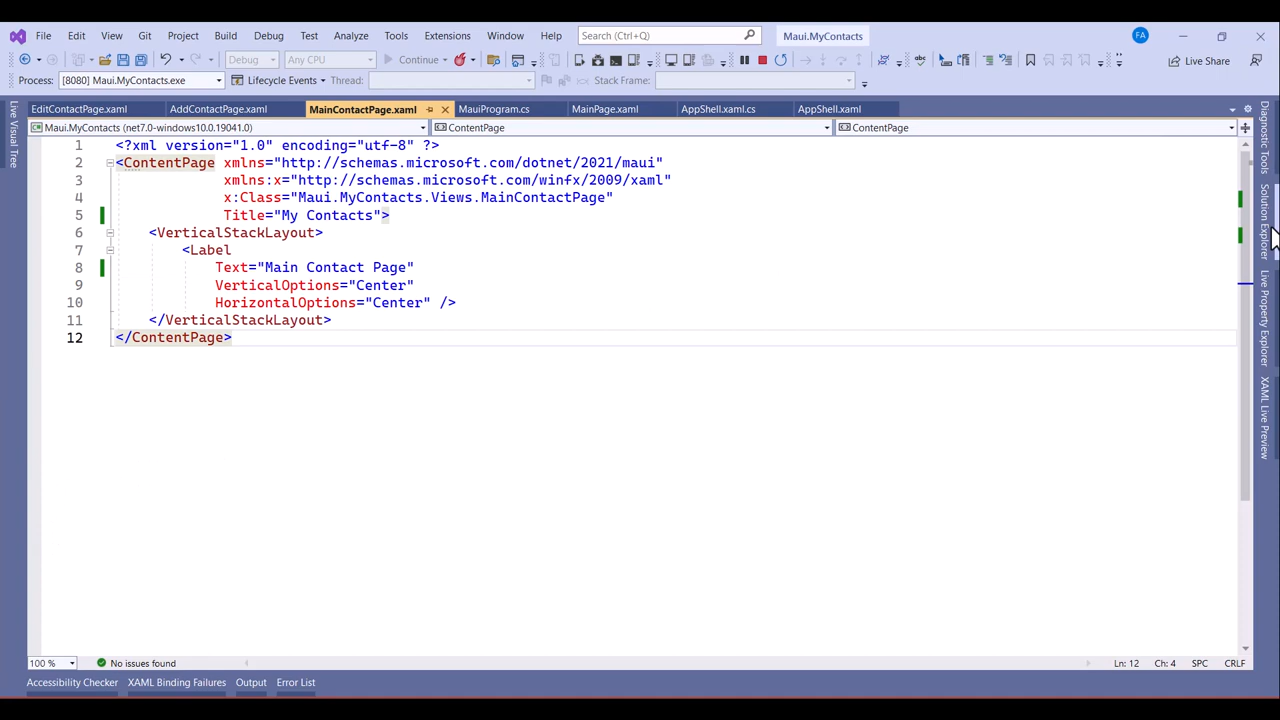 File Edit View Git Project Build Debug Test Analyze Tools Extensions Window Help Search (Ctrl+Q) Maui.MyContacts FA
Debug Any CPU Continue Live Share
Process: [8080] Maui.MyContacts.exe Lifecycle Events Thread: Stack Frame:
EditContactPage.xaml AddContactPage.xaml MainContactPage.xaml MauiProgram.cs MainPage.xaml AppShell.xaml.cs AppShell.xaml
Maui.MyContacts (net7.0-windows10.0.19041.0) ContentPage ContentPage
1 <?xml version="1.0" encoding="utf-8" ?>
2 <ContentPage xmlns="http://schemas.microsoft.com/dotnet/2021/maui"
3 xmlns:x="http://schemas.microsoft.com/winfx/2009/xaml"
4 x:Class="Maui.MyContacts.Views.MainContactPage"
5 Title="My Contacts">
6 <VerticalStackLayout>
7 <Label
8 Text="Main Contact Page"
9 VerticalOptions="Center"
10 HorizontalOptions="Center" />
11 </VerticalStackLayout>
12 </ContentPage>
Live Visual Tree
Diagnostic Tools
Solution Explorer
Live Property Explorer
XAML Live Preview
100 % No issues found Ln: 12 Ch: 4 SPC CRLF
Accessibility Checker XAML Binding Failures Output Error List